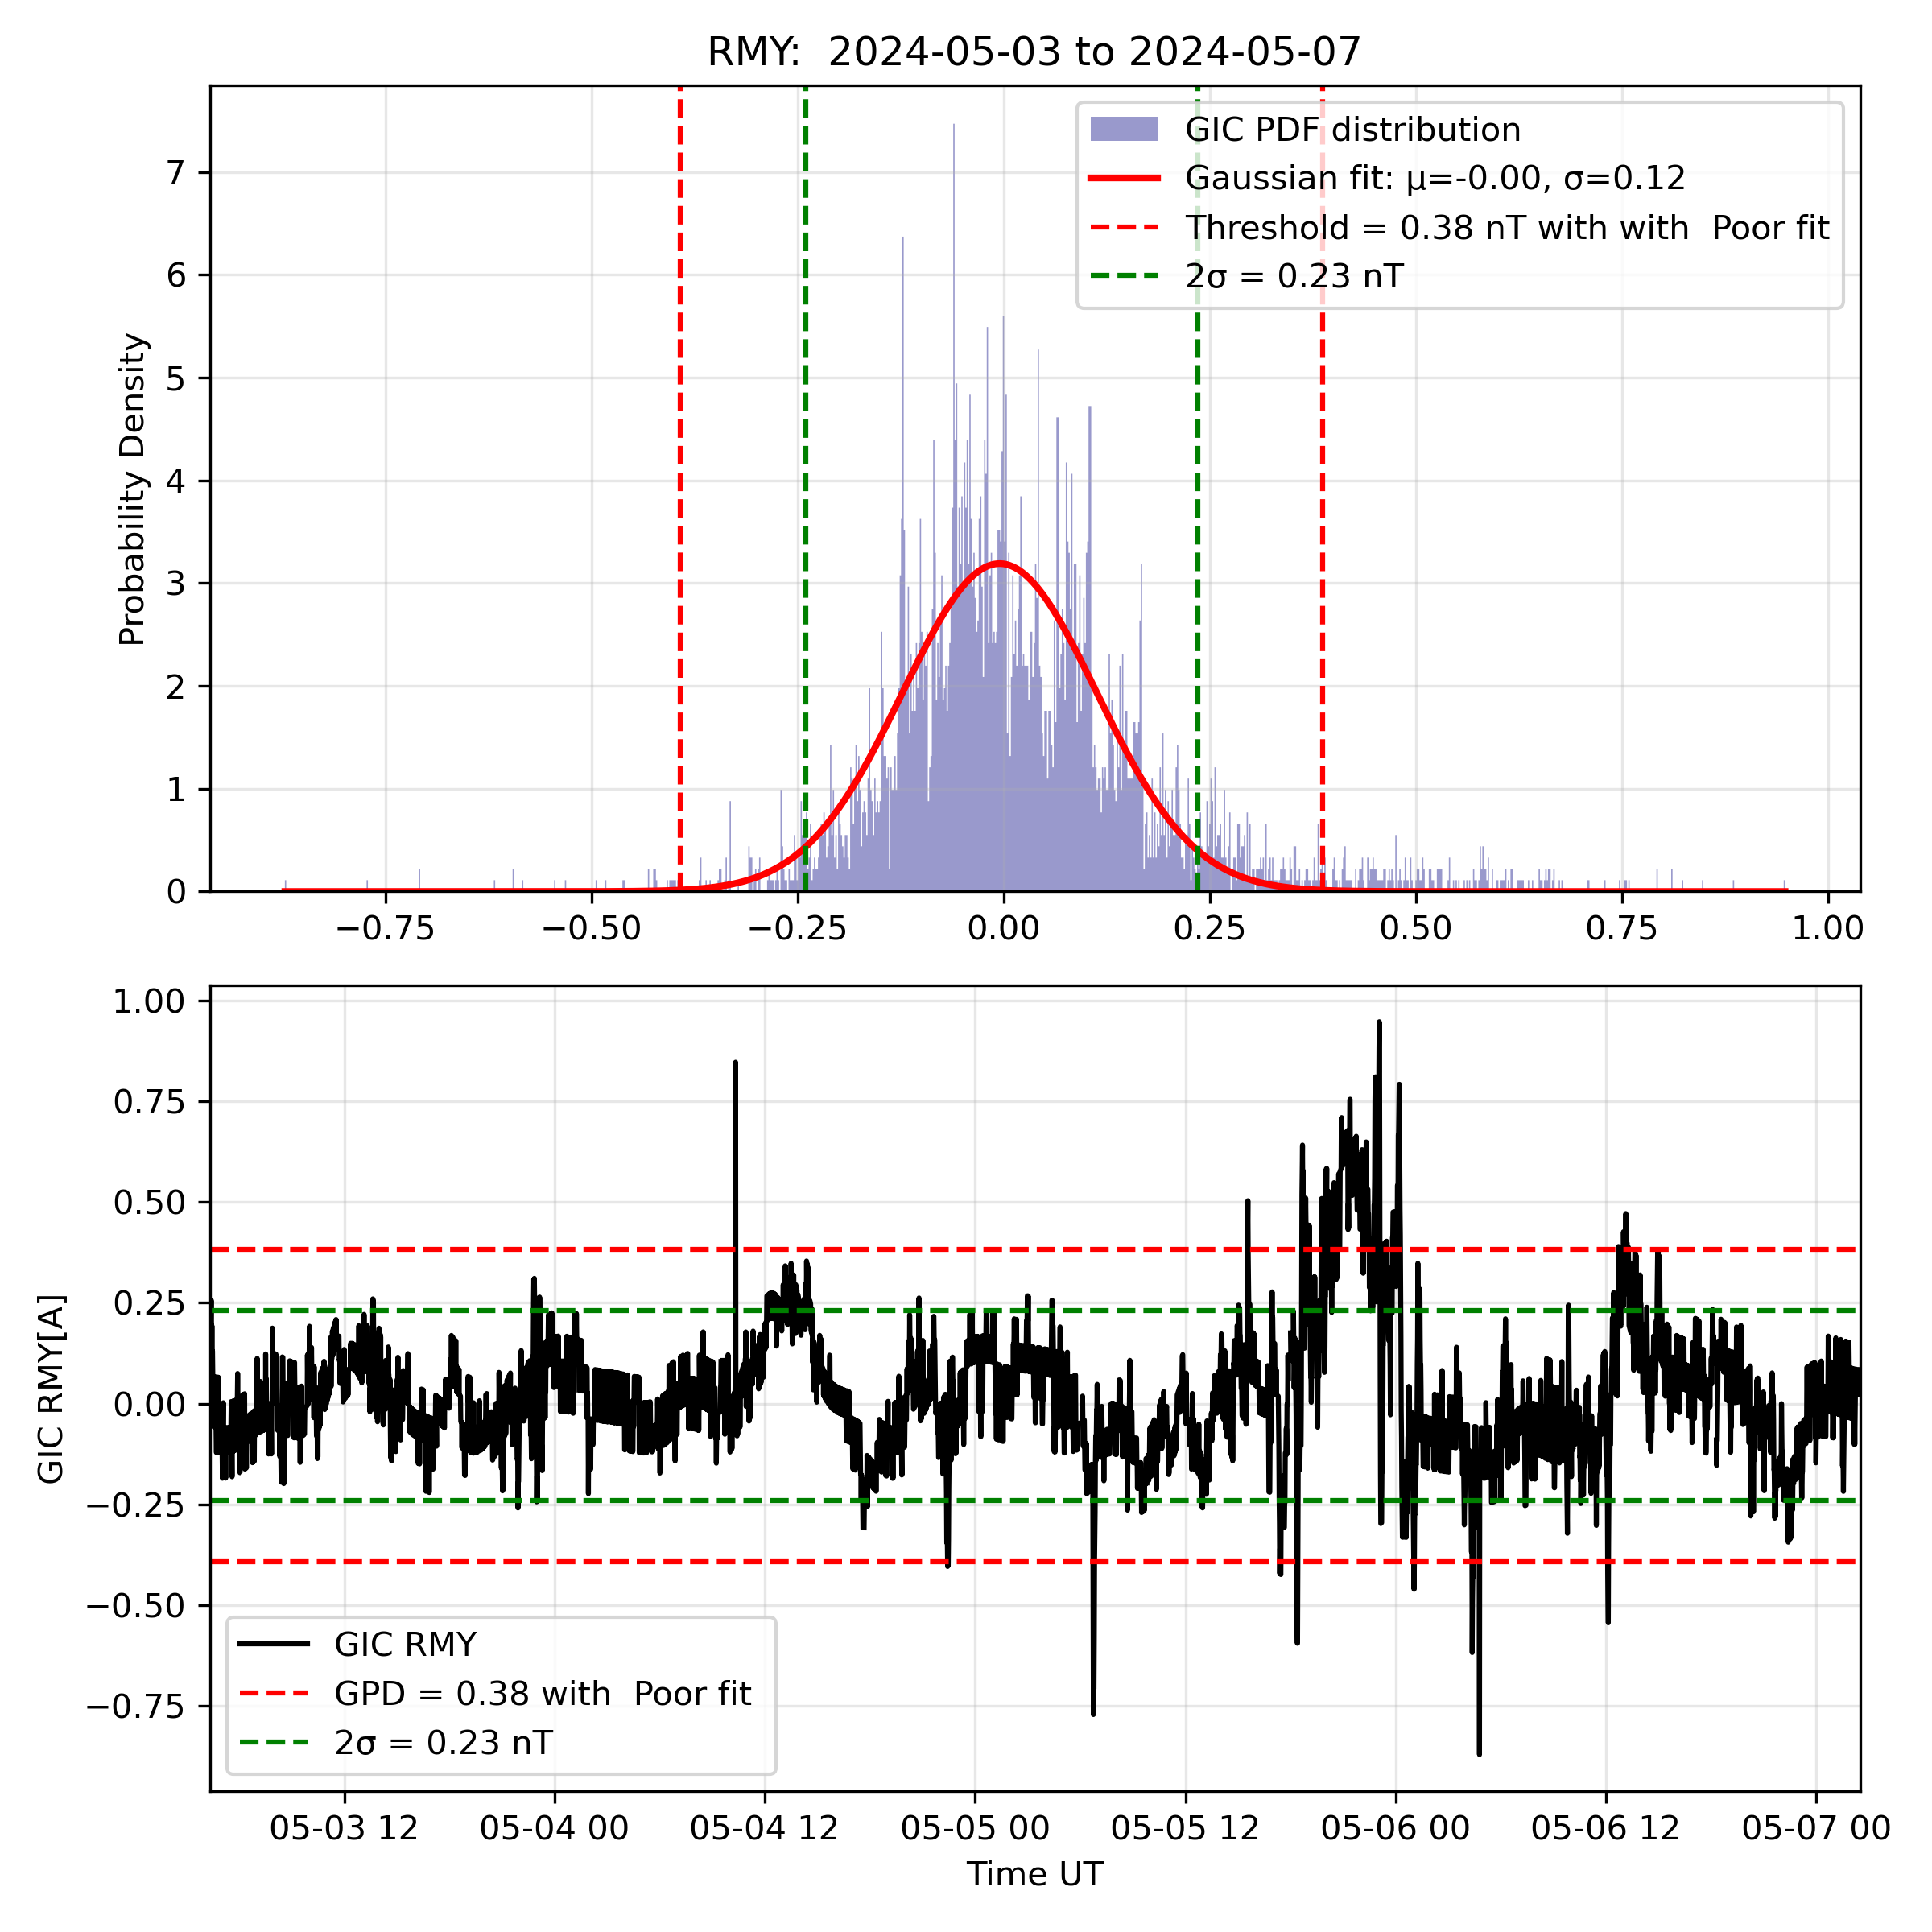 RMY:  2024-05-03 to 2024-05-07
GIC PDF distribution
Gaussian fit: μ=-0.00, σ=0.12
Threshold = 0.38 nT with with  Poor fit
2σ = 0.23 nT
Probability Density
7
6
5
4
3
2
1
0
−0.75 −0.50 −0.25 0.00 0.25 0.50 0.75 1.00
GIC RMY[A]
1.00
0.75
0.50
0.25
0.00
−0.25
−0.50
−0.75
GIC RMY
GPD = 0.38 with  Poor fit
2σ = 0.23 nT
05-03 12 05-04 00 05-04 12 05-05 00 05-05 12 05-06 00 05-06 12 05-07 00
Time UT